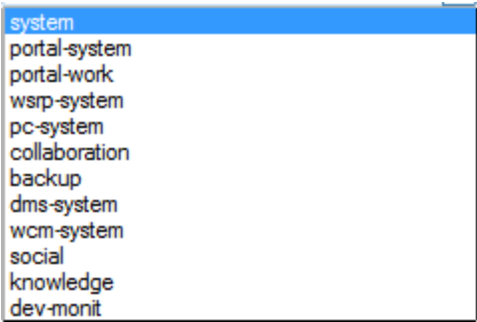 system
portal-system
portal-work
wsrp-system
pc-system
collaboration
backup
dms-system
wcm-system
social
knowledge
dev-monit